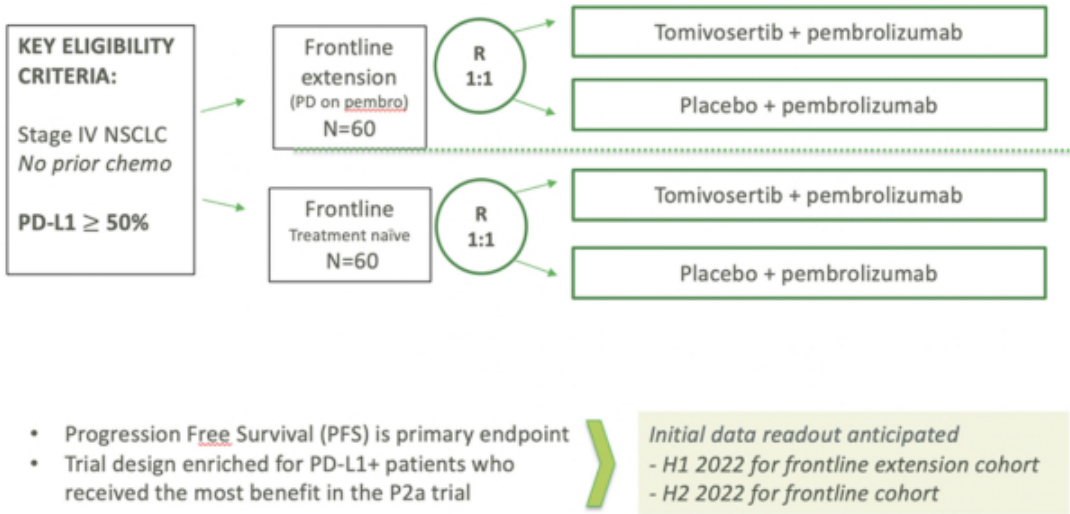 KEY ELIGIBILITY
CRITERIA:
Stage IV NSCLC
No prior chemo
PD-L1 ≥ 50%
Frontline
extension
(PD on pembro)
N=60
R
1:1
Tomivosertib + pembrolizumab
Placebo + pembrolizumab
Frontline
Treatment naïve
N=60
R
1:1
Tomivosertib + pembrolizumab
Placebo + pembrolizumab
• Progression Free Survival (PFS) is primary endpoint
• Trial design enriched for PD-L1+ patients who
received the most benefit in the P2a trial
Initial data readout anticipated
- H1 2022 for frontline extension cohort
- H2 2022 for frontline cohort